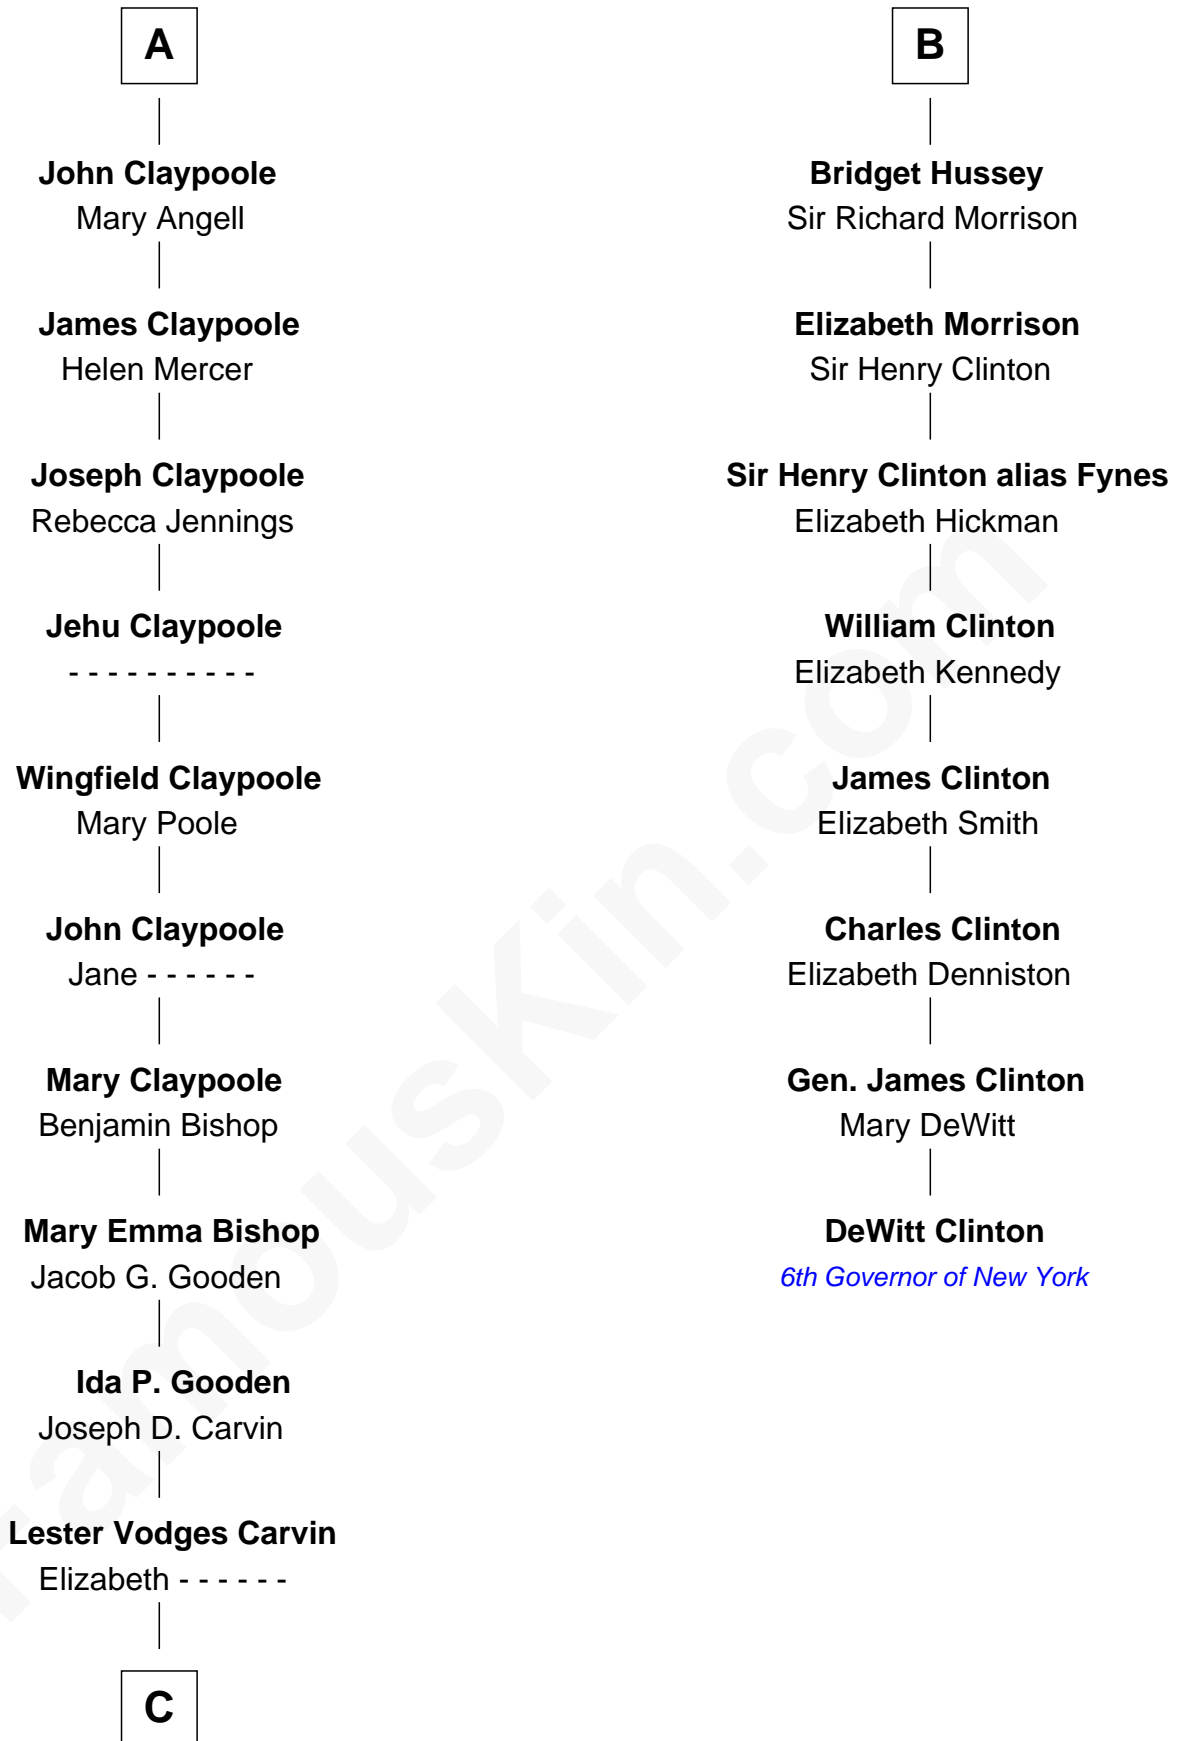 A
John Claypoole
Mary Angell
James Claypoole
Helen Mercer
Joseph Claypoole
Rebecca Jennings
Jehu Claypoole
- - - - - - - - - -
Wingfield Claypoole
Mary Poole
John Claypoole
Jane - - - - - -
Mary Claypoole
Benjamin Bishop
Mary Emma Bishop
Jacob G. Gooden
Ida P. Gooden
Joseph D. Carvin
Lester Vodges Carvin
Elizabeth - - - - - -
C
B
Bridget Hussey
Sir Richard Morrison
Elizabeth Morrison
Sir Henry Clinton
Sir Henry Clinton alias Fynes
Elizabeth Hickman
William Clinton
Elizabeth Kennedy
James Clinton
Elizabeth Smith
Charles Clinton
Elizabeth Denniston
Gen. James Clinton
Mary DeWitt
DeWitt Clinton
6th Governor of New York
FamousKin.com